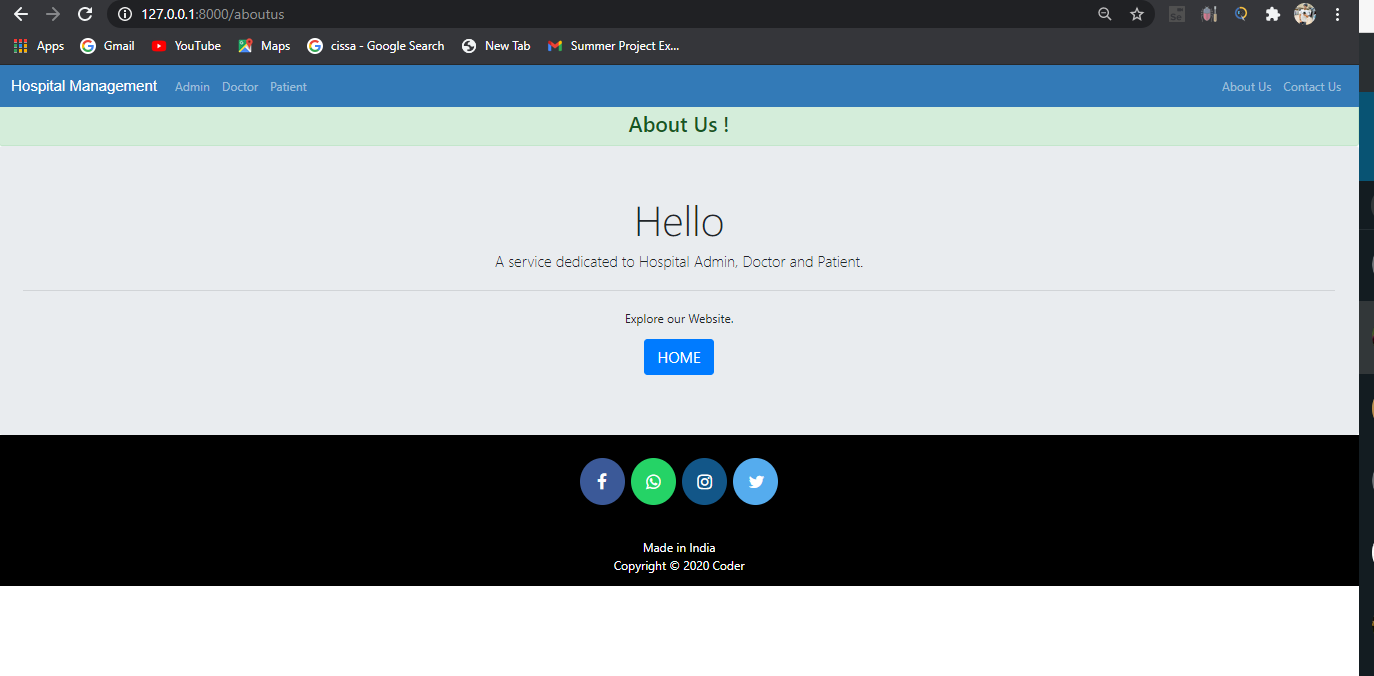 127.0.0.1:8000/aboutus
Apps Gmail YouTube Maps cissa - Google Search New Tab Summer Project Ex...
Hospital Management Admin Doctor Patient About Us Contact Us
About Us !
Hello
A service dedicated to Hospital Admin, Doctor and Patient.
Explore our Website.
HOME
Made in India
Copyright © 2020 Coder